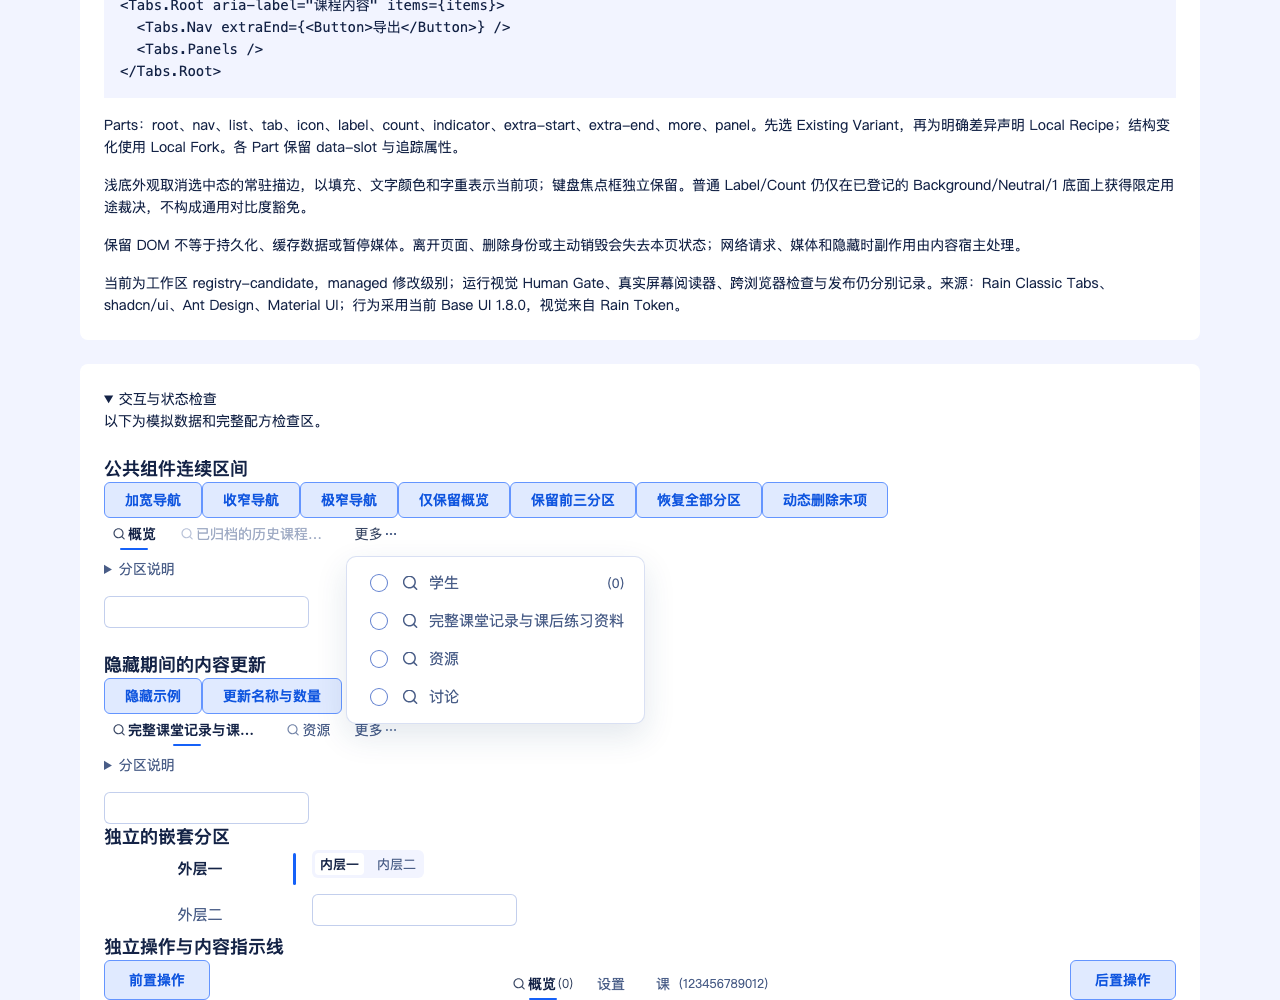 <Tabs.Root aria-label="课程内容" items={items}>
<Tabs.Nav extraEnd={<Button>导出</Button>} />
<Tabs.Panels />
</Tabs.Root>
Parts：root、nav、list、tab、icon、label、count、indicator、extra-start、extra-end、more、panel。先选 Existing Variant，再为明确差异声明 Local Recipe；结构变
化使用 Local Fork。各 Part 保留 data-slot 与追踪属性。
浅底外观取消选中态的常驻描边，以填充、文字颜色和字重表示当前项；键盘焦点框独立保留。普通 Label/Count 仍仅在已登记的 Background/Neutral/1 底面上获得限定用
途裁决，不构成通用对比度豁免。
保留 DOM 不等于持久化、缓存数据或暂停媒体。离开页面、删除身份或主动销毁会失去本页状态；网络请求、媒体和隐藏时副作用由内容宿主处理。
当前为工作区 registry-candidate，managed 修改级别；运行视觉 Human Gate、真实屏幕阅读器、跨浏览器检查与发布仍分别记录。来源：Rain Classic Tabs、
shadcn/ui、Ant Design、Material UI；行为采用当前 Base UI 1.8.0，视觉来自 Rain Token。
▼ 交互与状态检查
以下为模拟数据和完整配方检查区。
公共组件连续区间
加宽导航 收窄导航 极窄导航 仅保留概览 保留前三分区 恢复全部分区 动态删除末项
概览 已归档的历史课程… 更多 ···
▶ 分区说明
学生 (0)
完整课堂记录与课后练习资料
资源
讨论
隐藏期间的内容更新
隐藏示例 更新名称与数量
完整课堂记录与课… 资源 更多 ···
▶ 分区说明
独立的嵌套分区
外层一 内层一 内层二
外层二
独立操作与内容指示线
前置操作 概览 (0) 设置 课 (123456789012) 后置操作